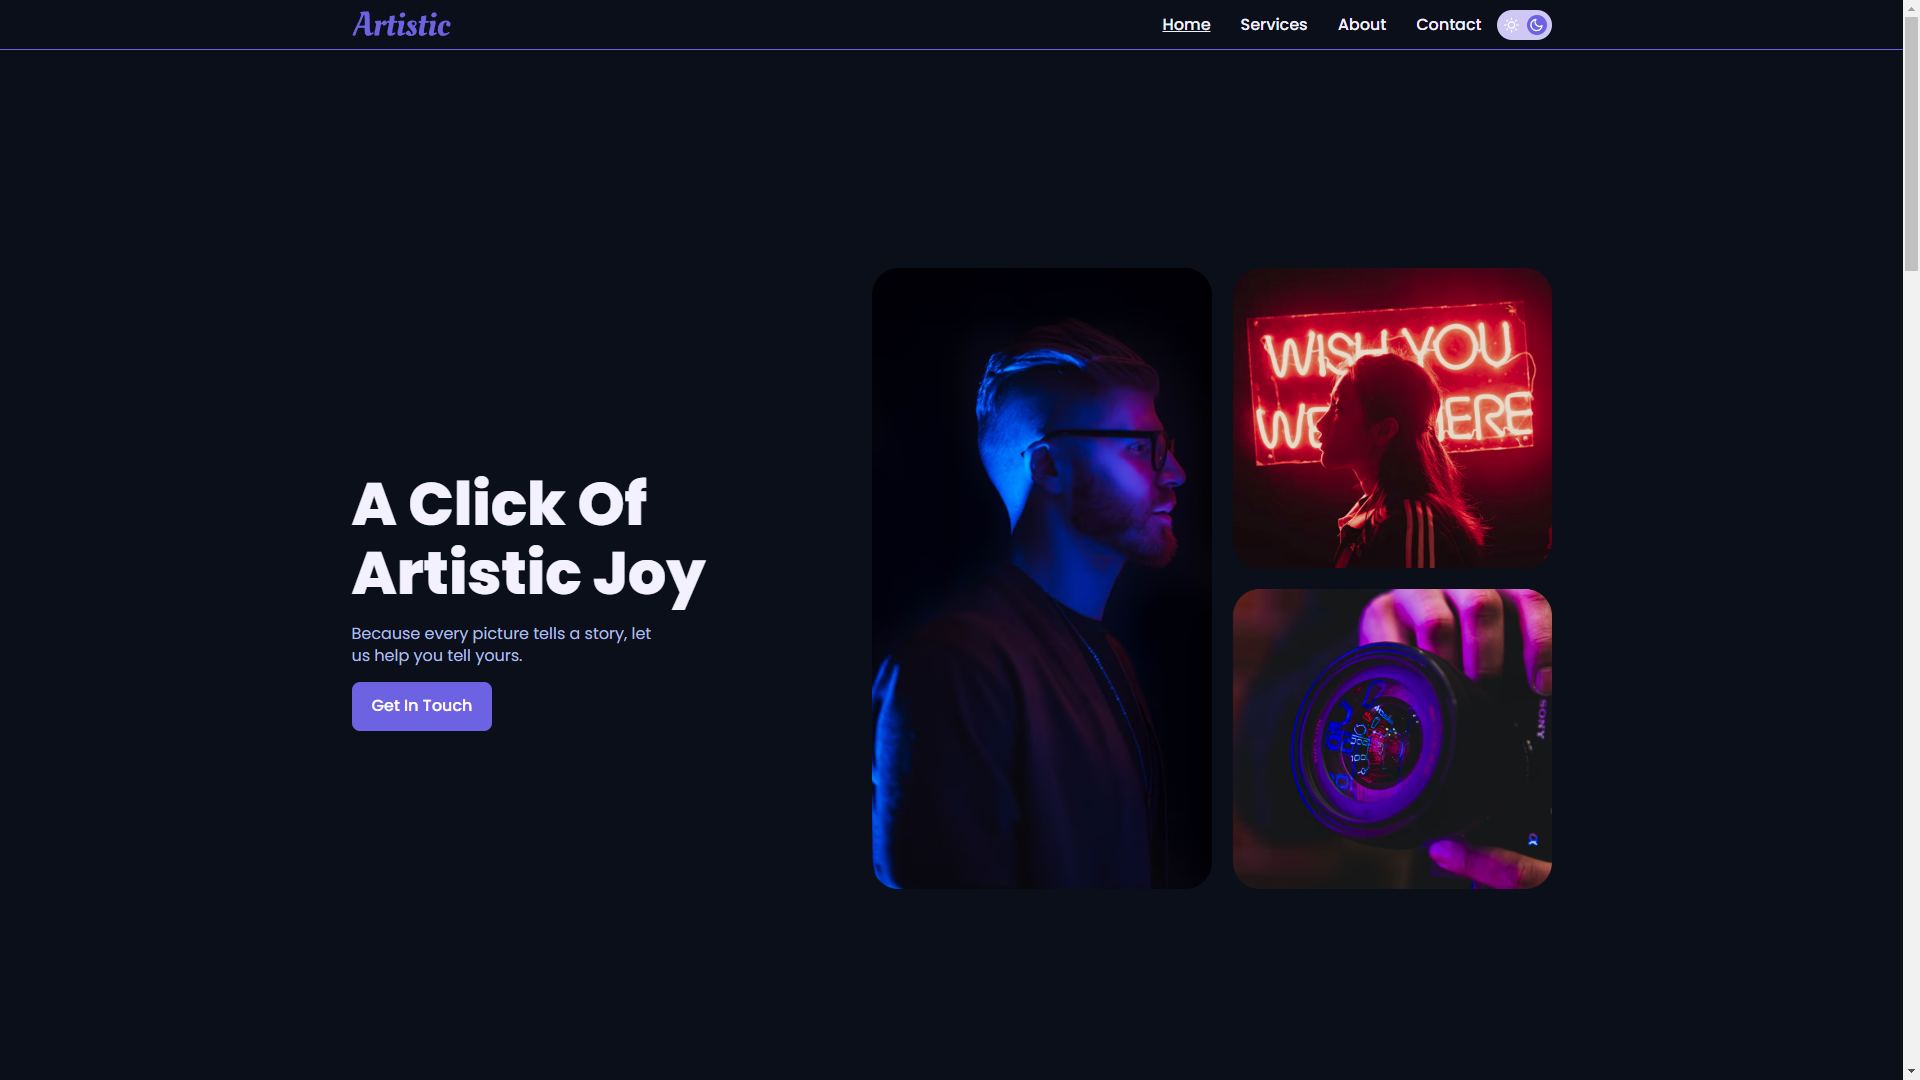 Artistic
Home Services About Contact
A Click Of
Artistic Joy
Because every picture tells a story, let
us help you tell yours.
Get In Touch
WISH YOU
WE ERE
SONY
α